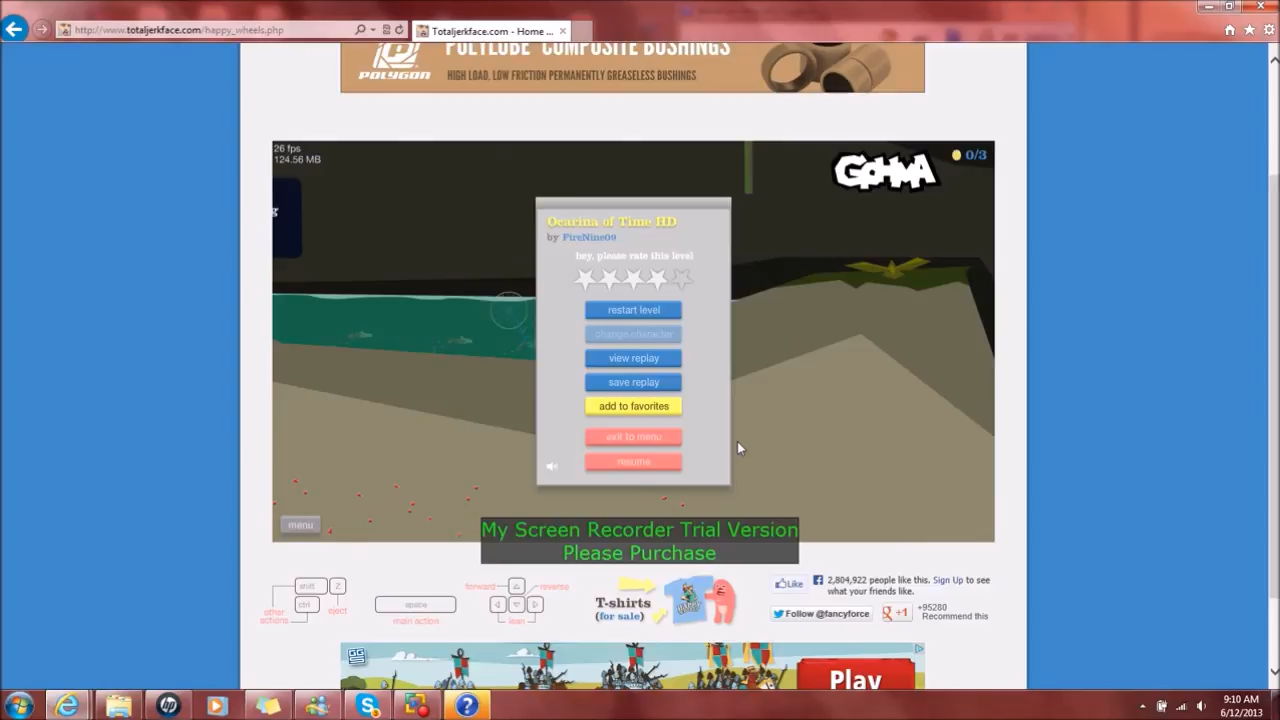 http://www.totaljerkface.com/happy_wheels.php
Totaljerkface.com - Home ...
POLYLUBE COMPOSITE BUSHINGS
POLYGON
HIGH LOAD, LOW FRICTION PERMANENTLY GREASELESS BUSHINGS
26 fps
124.56 MB
GOHMA
0/3
g
Ocarina of Time HD
by FireNine09
hey, please rate this level
restart level
change character
view replay
save replay
add to favorites
exit to menu
resume
menu
My Screen Recorder Trial Version
Please Purchase
shift
Z
ctrl
other
actions
eject
space
main action
forward
reverse
lean
T-shirts
(for sale)
Like
2,804,922 people like this. Sign Up to see
what your friends like.
Follow @fancyforce
+1
+95280
Recommend this
GG
Play
9:10 AM
6/12/2013